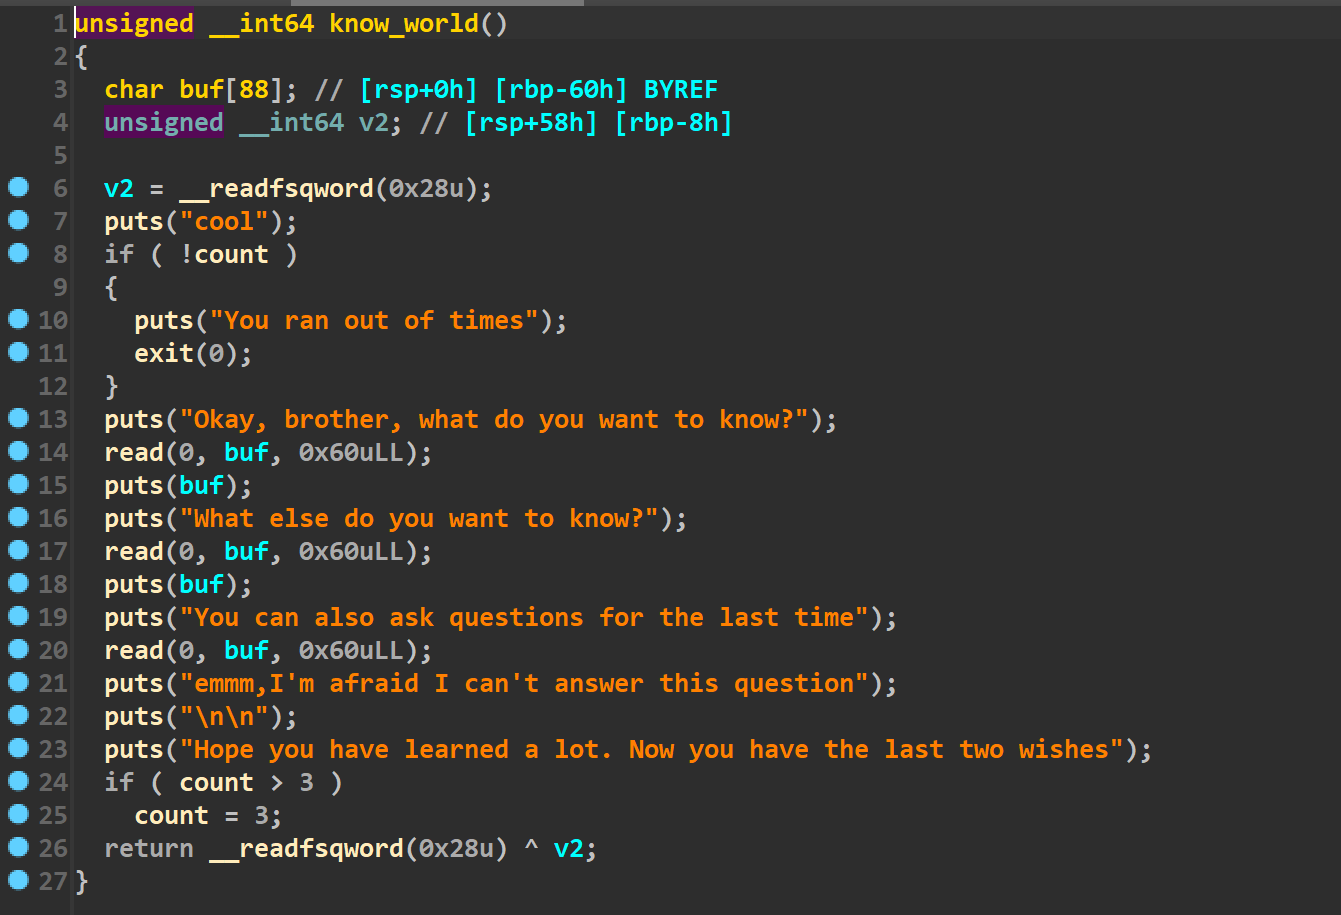 1 unsigned __int64 know_world()
2 {
3 char buf[88]; // [rsp+0h] [rbp-60h] BYREF
4 unsigned __int64 v2; // [rsp+58h] [rbp-8h]
5
6 v2 = __readfsqword(0x28u);
7 puts("cool");
8 if ( !count )
9 {
10 puts("You ran out of times");
11 exit(0);
12 }
13 puts("Okay, brother, what do you want to know?");
14 read(0, buf, 0x60uLL);
15 puts(buf);
16 puts("What else do you want to know?");
17 read(0, buf, 0x60uLL);
18 puts(buf);
19 puts("You can also ask questions for the last time");
20 read(0, buf, 0x60uLL);
21 puts("emmm,I'm afraid I can't answer this question");
22 puts("\n\n");
23 puts("Hope you have learned a lot. Now you have the last two wishes");
24 if ( count > 3 )
25 count = 3;
26 return __readfsqword(0x28u) ^ v2;
27 }